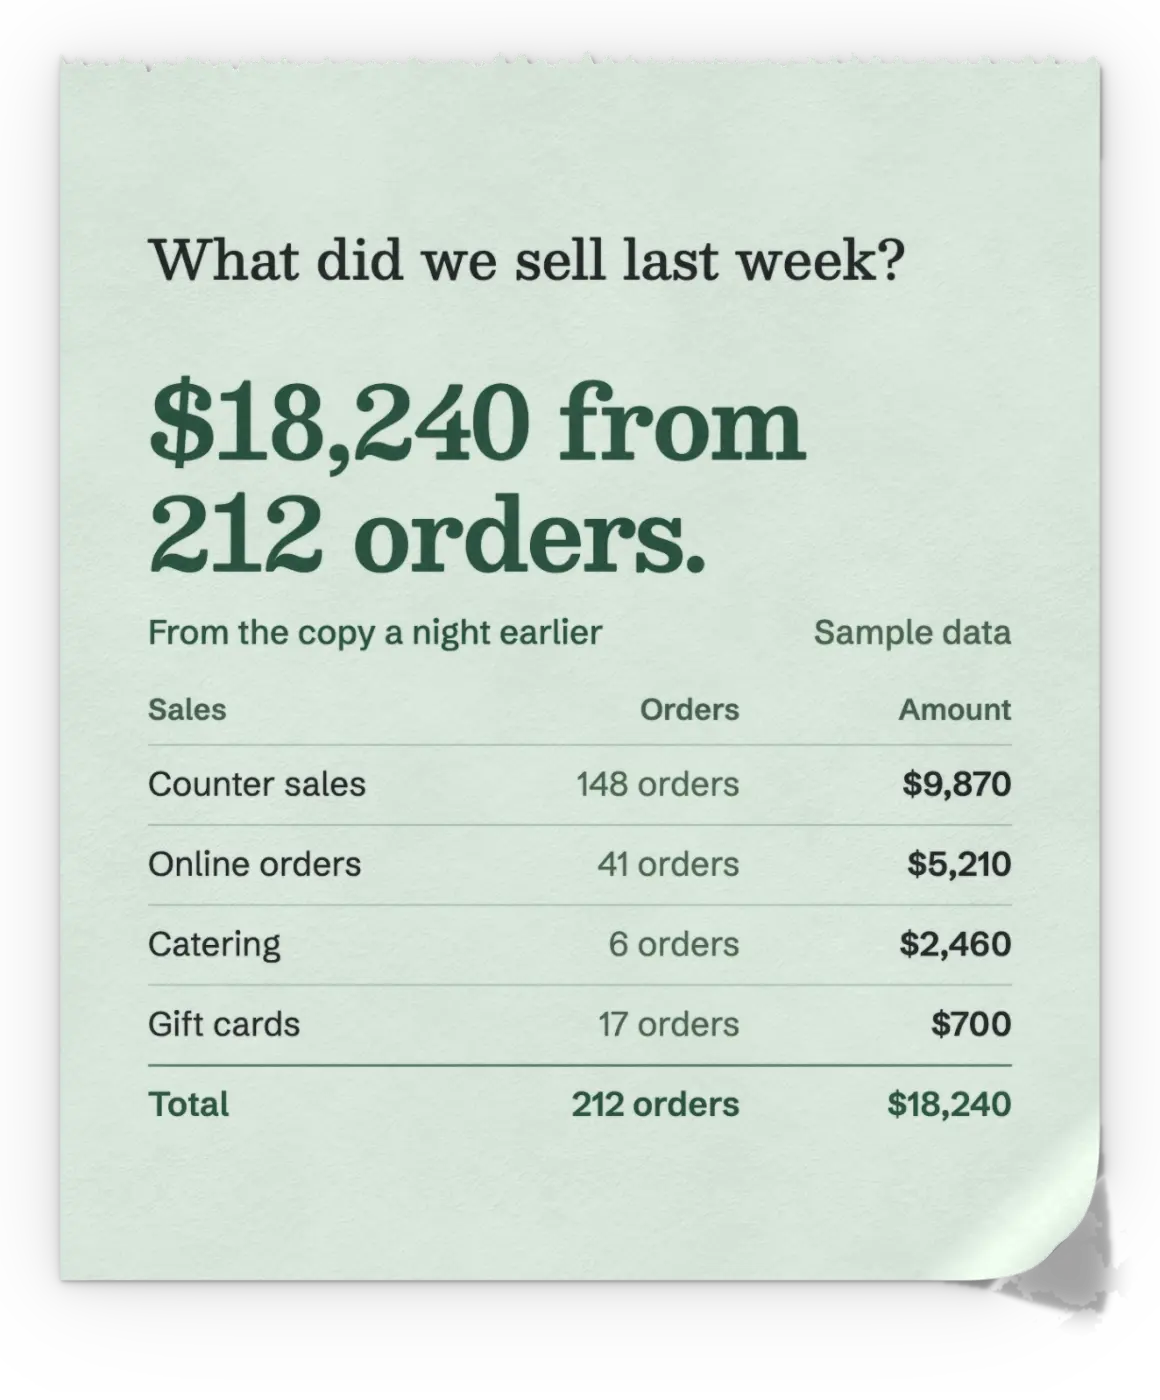 What did we sell last week?
$18,240 from
212 orders.
From the copy a night earlier Sample data
Sales Orders Amount
Counter sales 148 orders $9,870
Online orders 41 orders $5,210
Catering 6 orders $2,460
Gift cards 17 orders $700
Total 212 orders $18,240